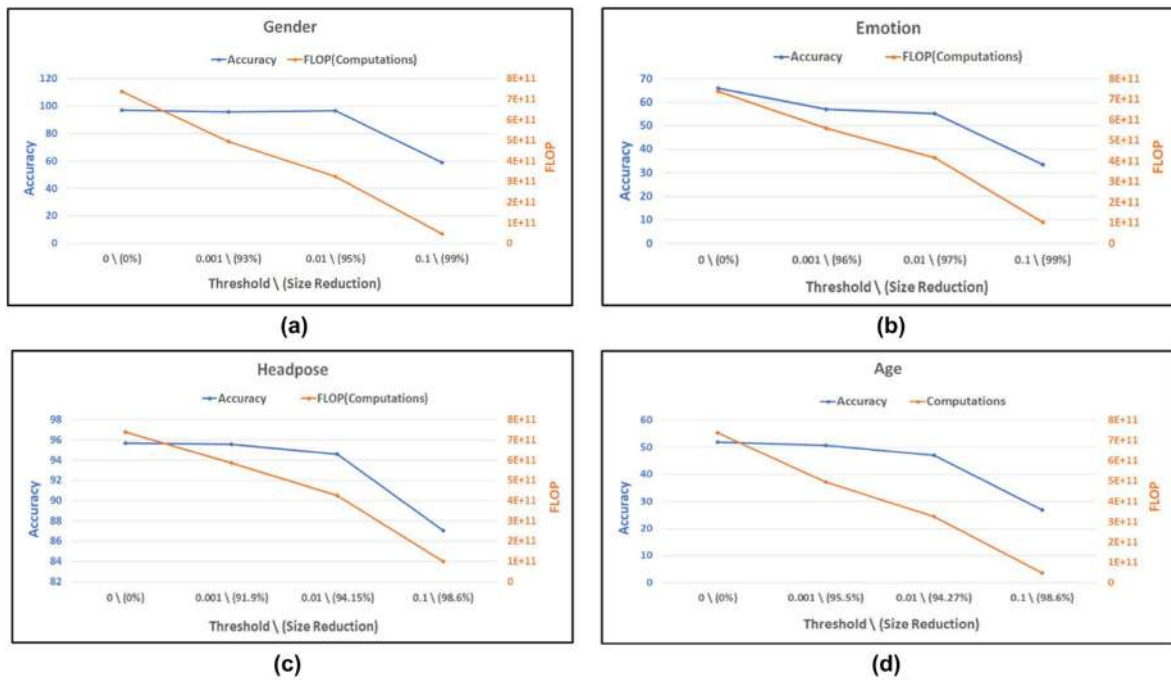 Gender
Accuracy FLOP(Computations)
120 8E+11
100 7E+11
80 6E+11
60 5E+11
40 4E+11
20 3E+11
0 2E+11
1E+11
0
Accuracy
FLOP
0 \ (0%) 0.001 \ (93%) 0.01 \ (95%) 0.1 \ (99%)
Threshold \ (Size Reduction)
(a)
Emotion
Accuracy FLOP(Computations)
70 8E+11
60 7E+11
50 6E+11
40 5E+11
30 4E+11
20 3E+11
10 2E+11
0 1E+11
0
Accuracy
FLOP
0 \ (0%) 0.001 \ (96%) 0.01 \ (97%) 0.1 \ (99%)
Threshold \ (Size Reduction)
(b)
Headpose
Accuracy FLOP(Computations)
98 8E+11
96 7E+11
94 6E+11
92 5E+11
90 4E+11
88 3E+11
86 2E+11
84 1E+11
82 0
Accuracy
FLOP
0 \ (0%) 0.001 \ (91.9%) 0.01 \ (94.15%) 0.1 \ (98.6%)
Threshold \ (Size Reduction)
(c)
Age
Accuracy Computations
60 8E+11
50 7E+11
40 6E+11
30 5E+11
20 4E+11
10 3E+11
0 2E+11
1E+11
0
Accuracy
FLOP
0 \ (0%) 0.001 \ (95.5%) 0.01 \ (94.27%) 0.1 \ (98.6%)
Threshold \ (Size Reduction)
(d)